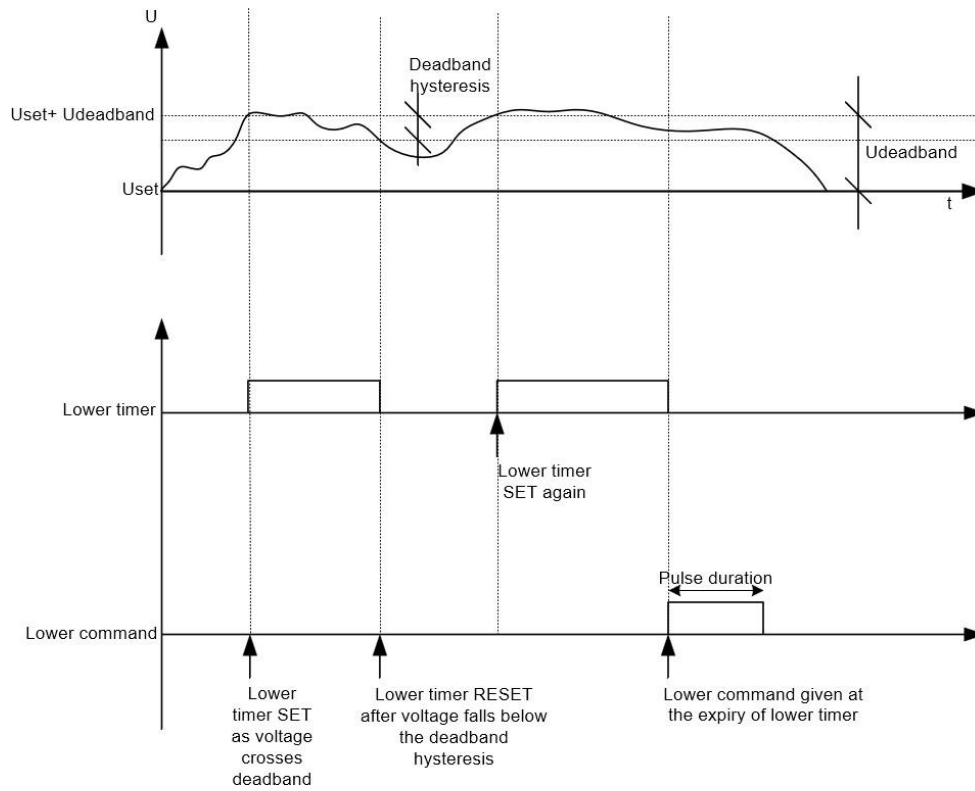 U
Deadband
hysteresis
Uset+ Udeadband
Udeadband
Uset
t
Lower timer
Lower timer
SET again
Pulse duration
Lower command
Lower
timer SET
as voltage
crosses
deadband
Lower timer RESET
after voltage falls below
the deadband
hysteresis
Lower command given at
the expiry of lower timer